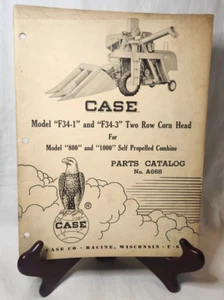 CASE
Model "F34-1" and "F34-3" Two Row Corn Head
For
Model "800" and "1000" Self Propelled Combine
PARTS CATALOG
No. A668
CASE
®
CASE CO • RACINE, WISCONSIN • U •